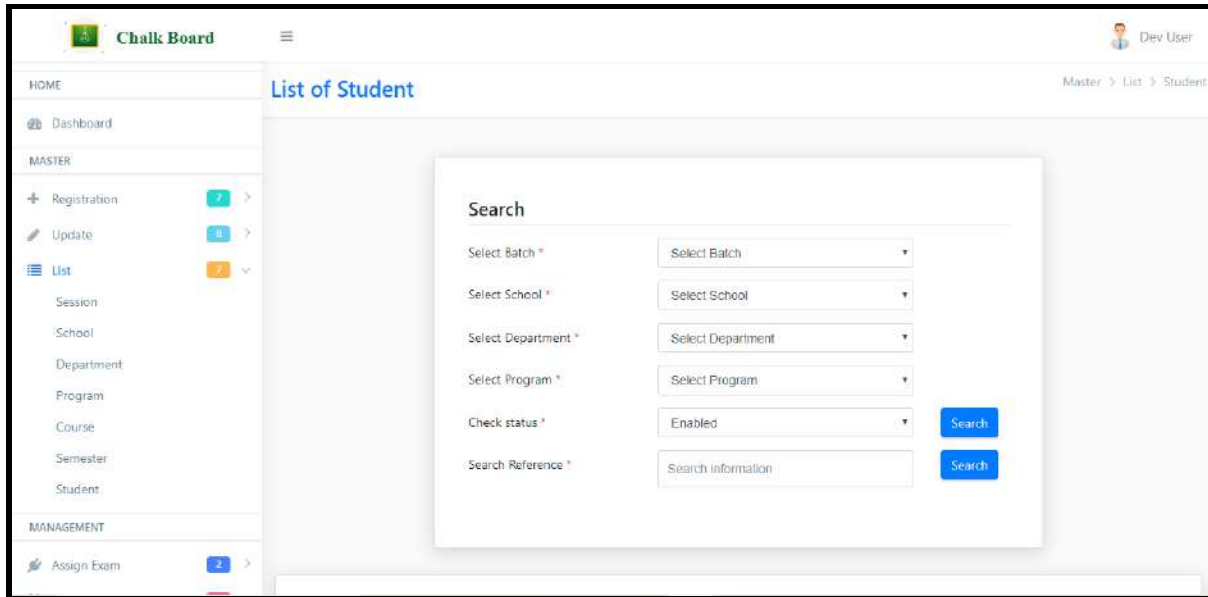 Chalk Board
Dev User
HOME
List of Student
Master > List > Student
Dashboard
MASTER
Registration 7
Update
List 7
Session
School
Department
Program
Course
Semester
Student
MANAGEMENT
Assign Exam 2
Search
Select Batch * Select Batch
Select School * Select School
Select Department * Select Department
Select Program * Select Program
Check status * Enabled Search
Search Reference * Search information Search